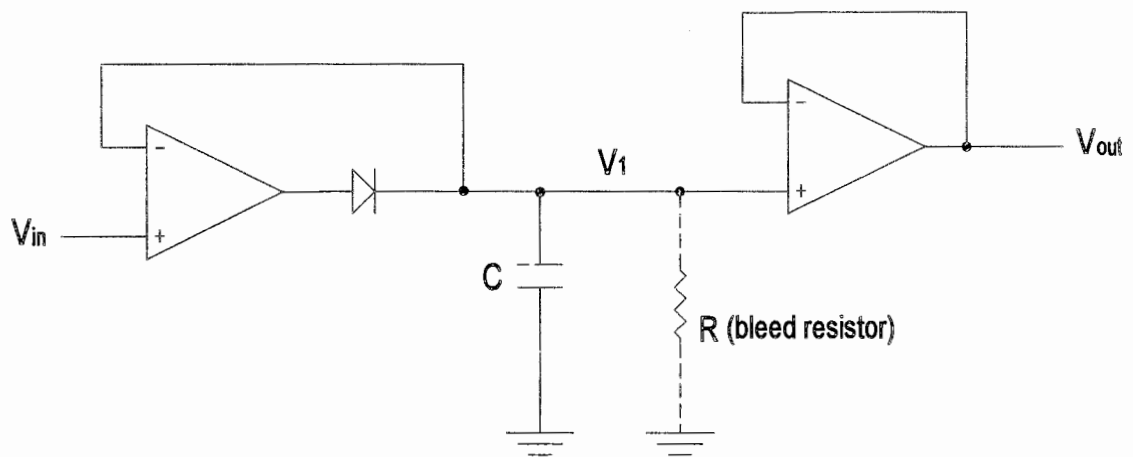 V1
Vout
Vin
C
R (bleed resistor)
-
+
-
+